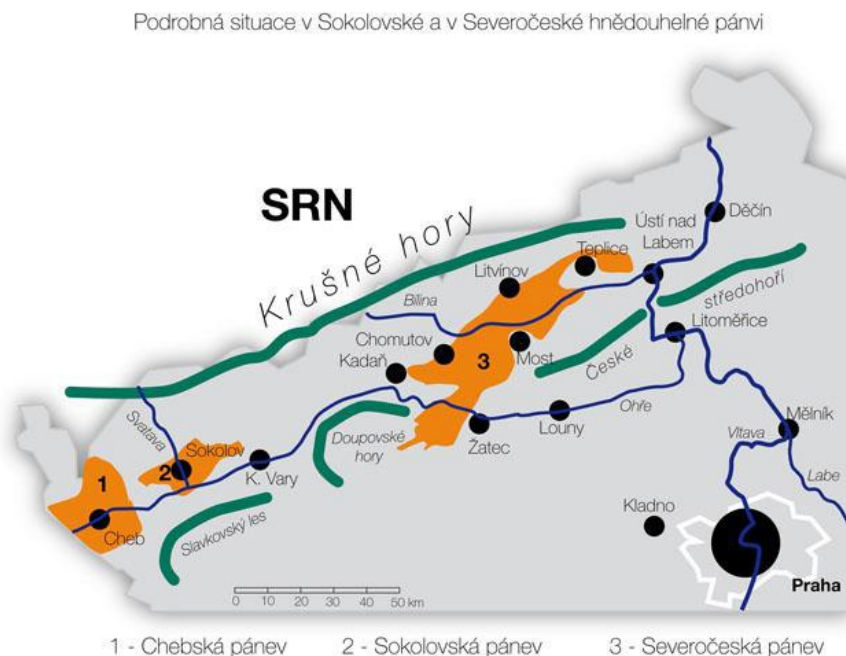 Podrobná situace v Sokolovské a v Severočeské hnědouhelné pánvi
SRN
Krušné hory
Děčín
Ústí nad
Labem
Teplice
Litvínov
středohoří
Bílina
Litoměřice
Chomutov
Most
Kadaň
3
České
Svatava
Ohře
Louny
Mělník
Doupovské
hory
Žatec
Vltava
Sokolov
2
K. Vary
1
Labe
Kladno
Cheb
Slavkovský les
Praha
0 10 20 30 40 50 km
1 - Chebská pánev 2 - Sokolovská pánev 3 - Severočeská pánev